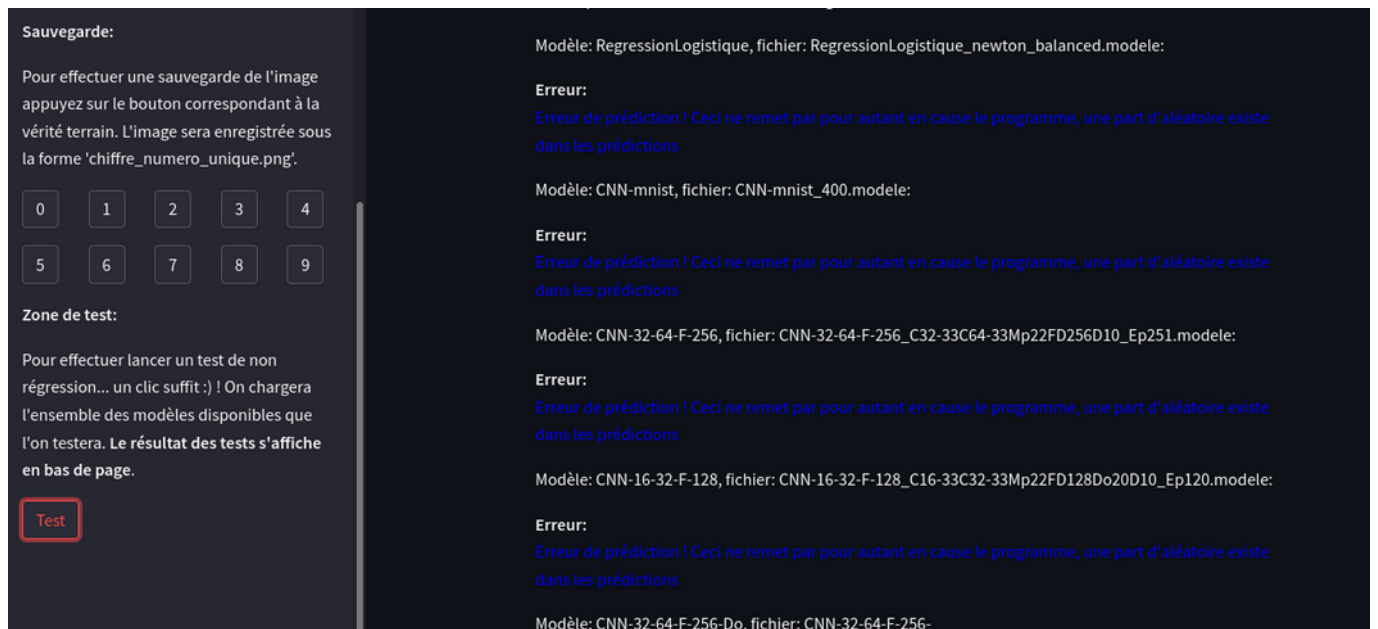 Sauvegarde:
Pour effectuer une sauvegarde de l'image
appuyez sur le bouton correspondant à la
vérité terrain. L'image sera enregistrée sous
la forme 'chiffre_numero_unique.png'.
0 1 2 3 4
5 6 7 8 9
Zone de test:
Pour effectuer lancer un test de non
régression... un clic suffit :) ! On chargera
l'ensemble des modèles disponibles que
l'on testera. Le résultat des tests s'affiche
en bas de page.
Test
Modèle: RegressionLogistique, fichier: RegressionLogistique_newton_balanced.modele:
Erreur:
Erreur de prédiction ! Ceci ne remet par pour autant en cause le programme, une part d'aléatoire existe
dans les prédictions
Modèle: CNN-mnist, fichier: CNN-mnist_400.modele:
Erreur:
Erreur de prédiction ! Ceci ne remet par pour autant en cause le programme, une part d'aléatoire existe
dans les prédictions
Modèle: CNN-32-64-F-256, fichier: CNN-32-64-F-256_C32-33C64-33Mp22FD256D10_Ep251.modele:
Erreur:
Erreur de prédiction ! Ceci ne remet par pour autant en cause le programme, une part d'aléatoire existe
dans les prédictions
Modèle: CNN-16-32-F-128, fichier: CNN-16-32-F-128_C16-33C32-33Mp22FD128Do20D10_Ep120.modele:
Erreur:
Erreur de prédiction ! Ceci ne remet par pour autant en cause le programme, une part d'aléatoire existe
dans les prédictions
Modèle: CNN-32-64-F-256-Do, fichier: CNN-32-64-F-256-